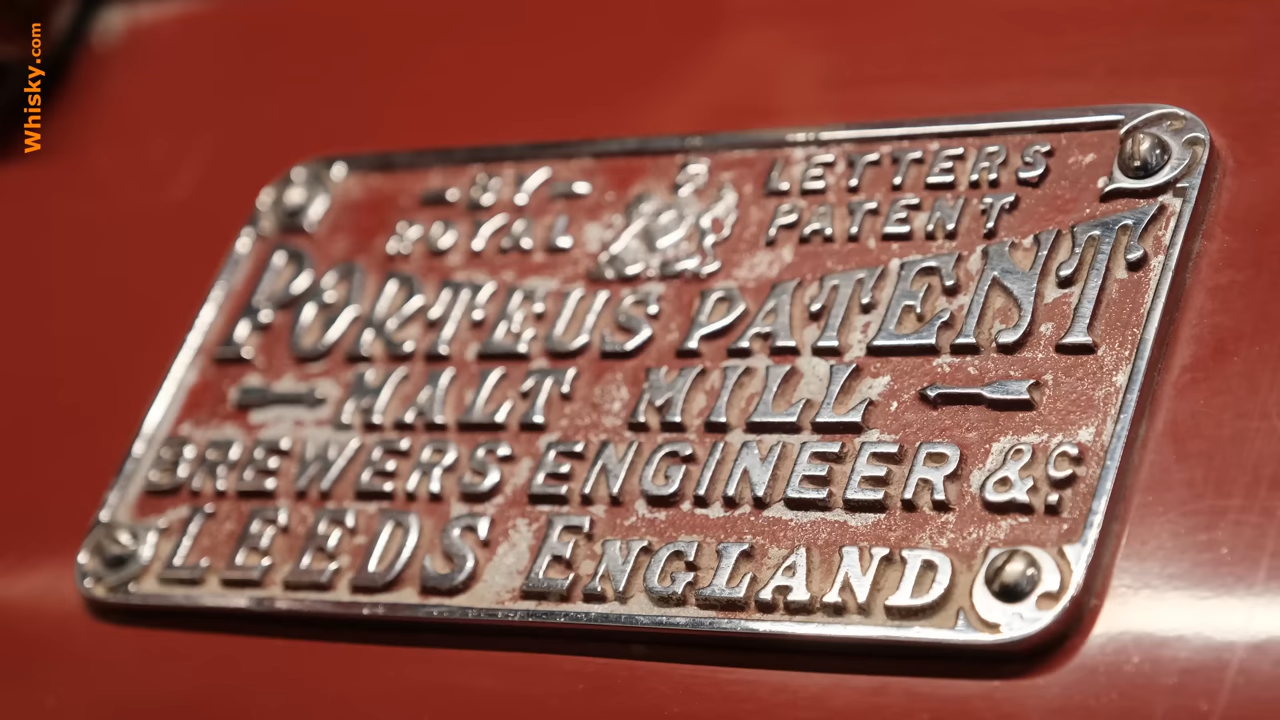 Whisky.com
-BY- LETTERS
ROYAL PATENT
PORTEUS PATENT
MALT MILL
BREWERS ENGINEER &c.
LEEDS ENGLAND